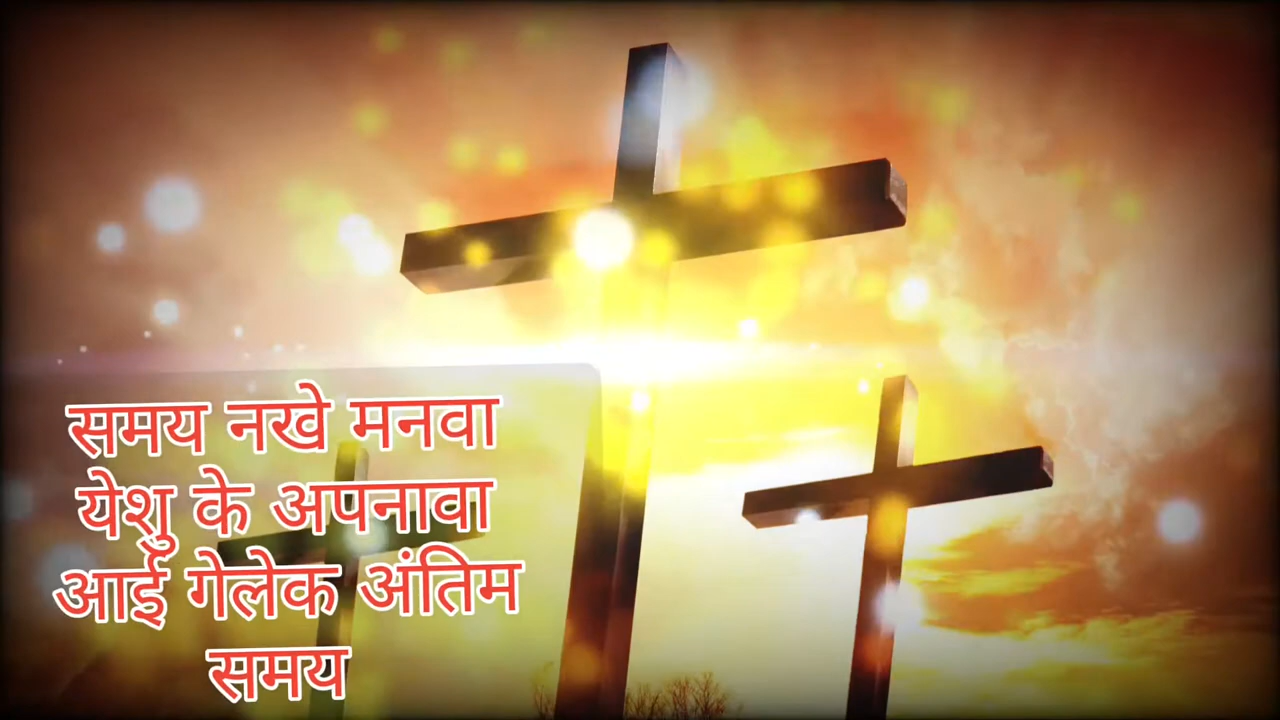 समय नखे मनवा
येशु के अपनावा
आई गेलेक अंतिम
समय